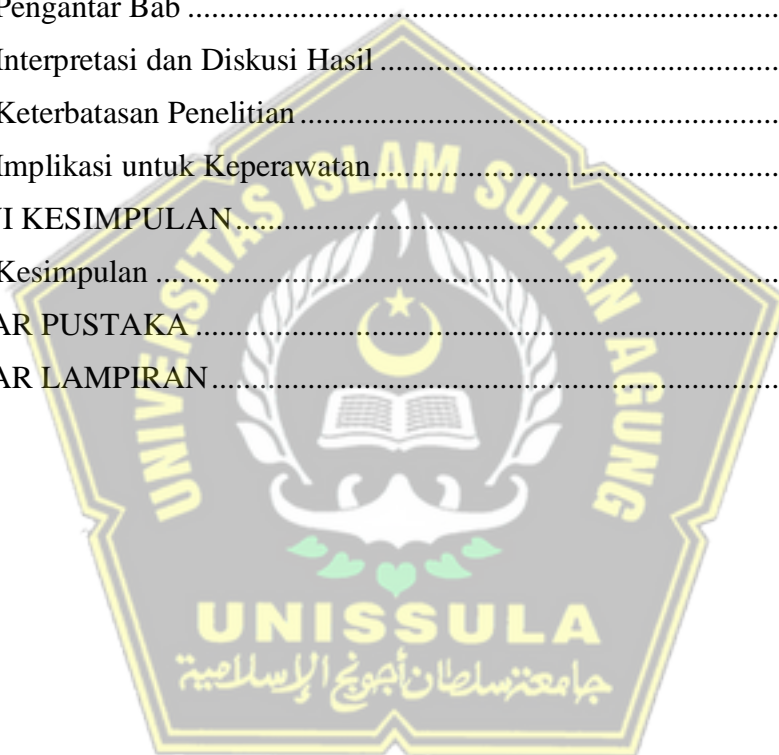 Pengantar Bab ................................................................
Interpretasi dan Diskusi Hasil ................................................
Keterbatasan Penelitian ................................................
Implikasi untuk Keperawatan................................................
I KESIMPULAN................................................
Kesimpulan ................................................................
AR PUSTAKA ................................................................
AR LAMPIRAN................................................................
UNIVERSITAS ISLAM SULTAN AGUNG
UNISSULA
جامعة سلطان أجونج الإسلامية